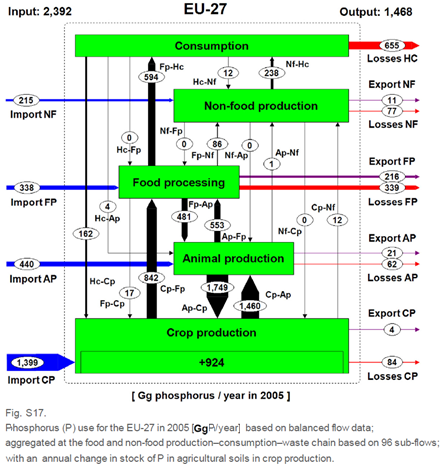 EU-27
Input: 2,392
Output: 1,468
Consumption
655
Losses HC
Fp-Hc
594
12
Nf-Hc
238
Hc-Nf
215
Import NF
Non-food production
Export NF
11
77
Losses NF
Nf-Fp
0
Hc-Fp
0
Fp-Nf
86
Nf-Ap
0
Ap-Nf
1
Export FP
216
338
Import FP
Food processing
339
Losses FP
Hc-Ap
4
Fp-Ap
481
553
Ap-Fp
Nf-Cp
0
Cp-Nf
12
162
Export AP
21
440
Import AP
Animal production
62
Losses AP
842
Hc-Cp
17
Fp-Cp
Cp-Fp
1,749
Ap-Cp
1,460
Cp-Ap
Export CP
4
Crop production
+924
1,399
Import CP
84
Losses CP
[ Gg phosphorus / year in 2005 ]
Fig. S17.
Phosphorus (P) use for the EU-27 in 2005 [GgP/year] based on balanced flow data;
aggregated at the food and non-food production–consumption–waste chain based on 96 sub-flows;
with an annual change in stock of P in agricultural soils in crop production.